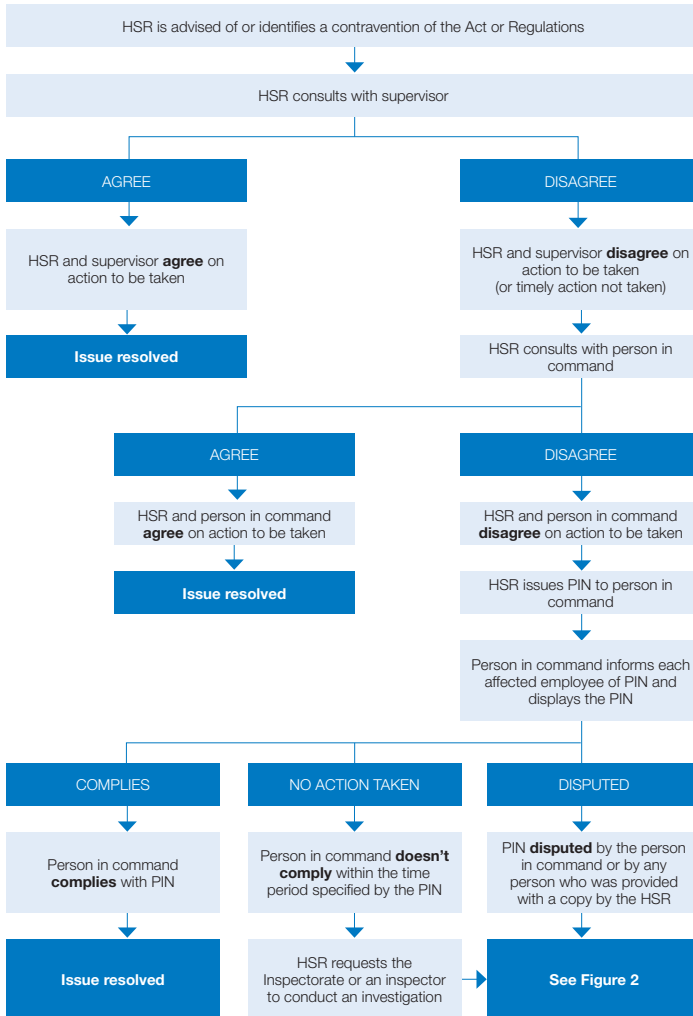 HSR is advised of or identifies a contravention of the Act or Regulations
HSR consults with supervisor
AGREE
DISAGREE
HSR and supervisor agree on
action to be taken
HSR and supervisor disagree on
action to be taken
(or timely action not taken)
Issue resolved
HSR consults with person in
command
AGREE
DISAGREE
HSR and person in command
agree on action to be taken
HSR and person in command
disagree on action to be taken
Issue resolved
HSR issues PIN to person in
command
Person in command informs each
affected employee of PIN and
displays the PIN
COMPLIES
NO ACTION TAKEN
DISPUTED
Person in command
complies with PIN
Person in command doesn't
comply within the time
period specified by the PIN
PIN disputed by the person
in command or by any
person who was provided
with a copy by the HSR
Issue resolved
HSR requests the
Inspectorate or an inspector
to conduct an investigation
See Figure 2